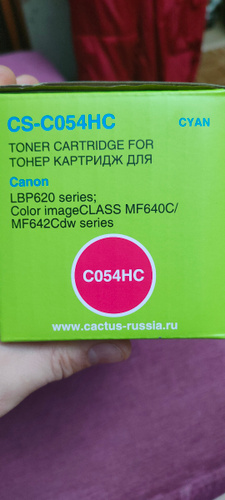 CS-C054HC CYAN
TONER CARTRIDGE FOR
ТОНЕР КАРТРИДЖ ДЛЯ
Canon
LBP620 series;
Color imageCLASS MF640C/
MF642Cdw series
C054HC
www.cactus-russia.ru